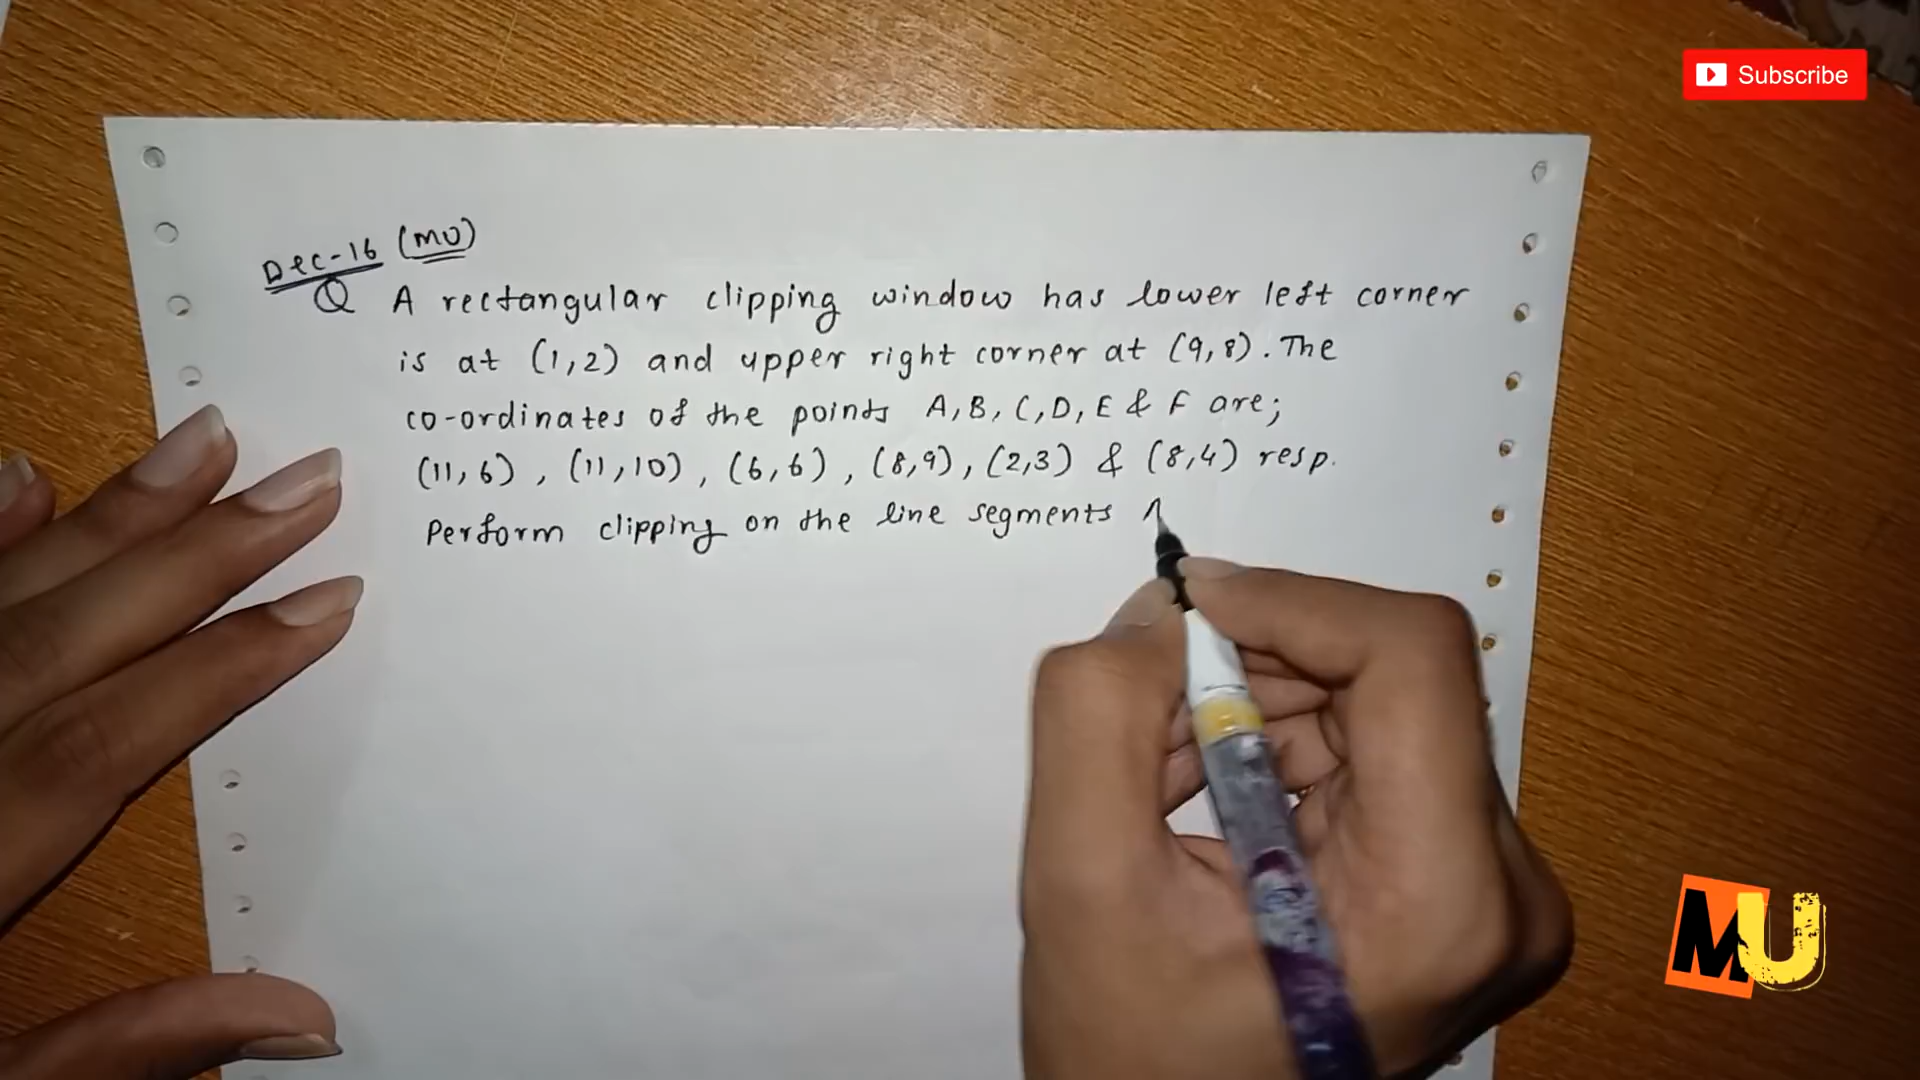 Subscribe
Dec-16 (MU)
Q A rectangular clipping window has lower left corner
is at (1,2) and upper right corner at (9,8). The
co-ordinates of the points A, B, C, D, E & F are;
(11,6), (11,10), (6,6), (8,9), (2,3) & (8,4) resp.
Perform clipping on the line segments A
MU